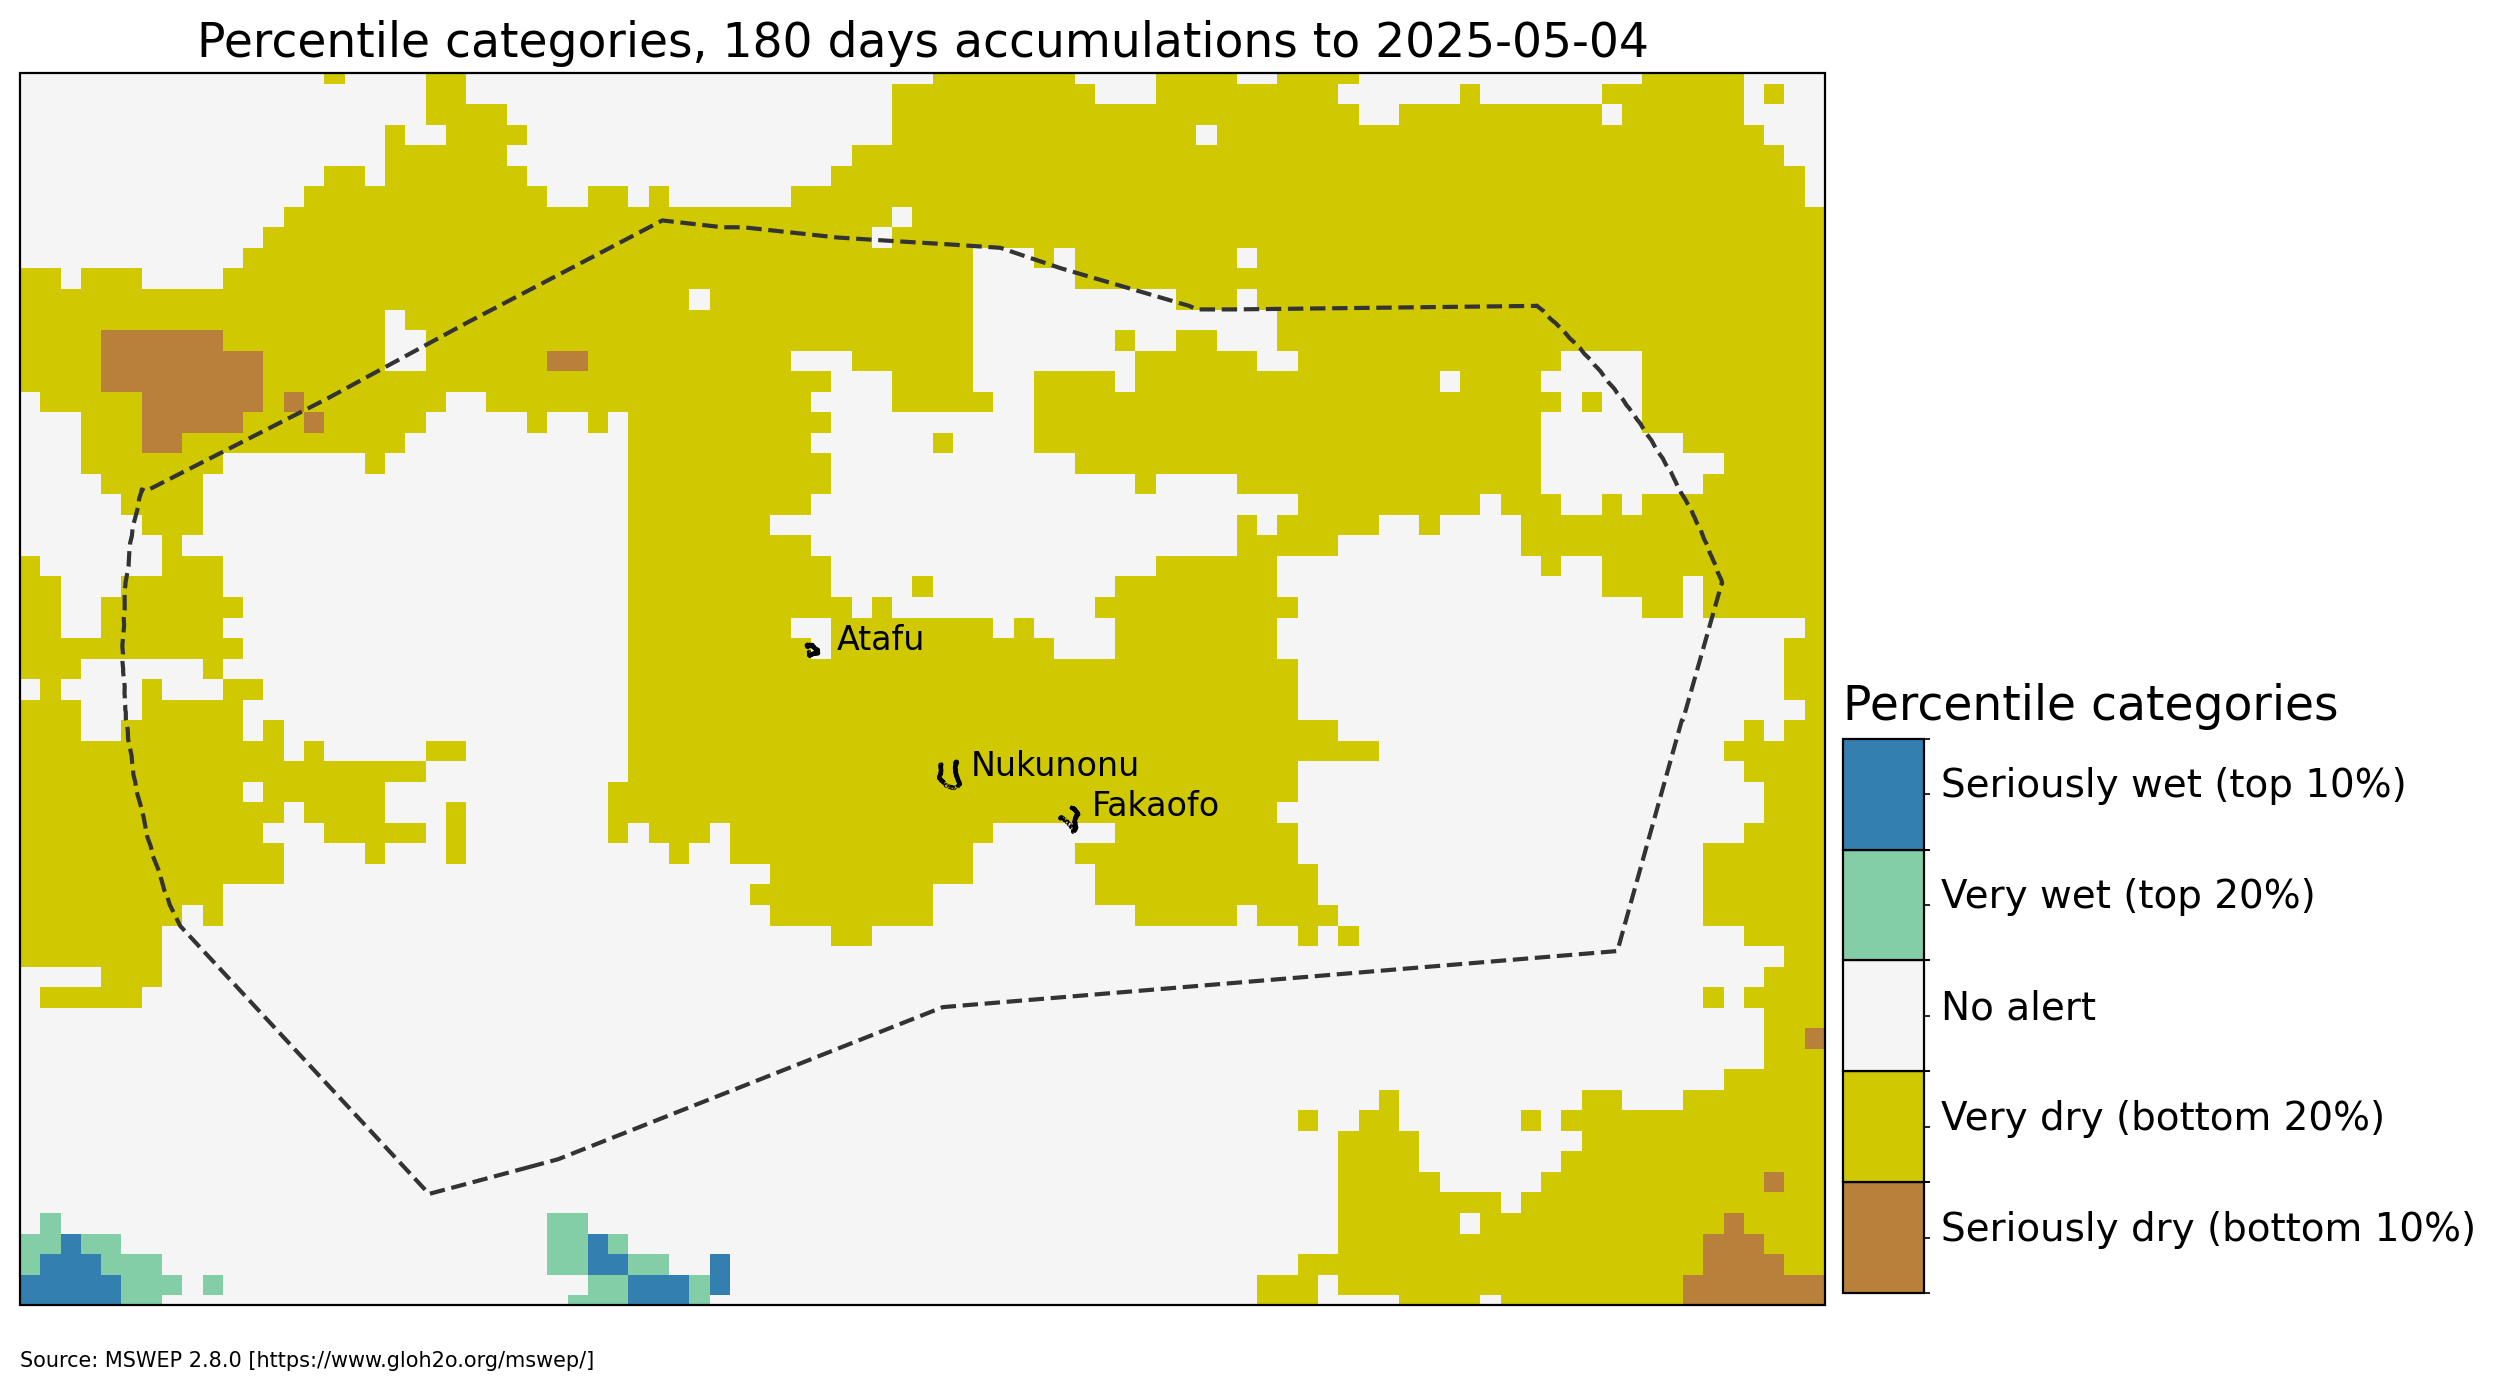 Percentile categories, 180 days accumulations to 2025-05-04
Atafu
Nukunonu
Fakaofo
Percentile categories
Seriously wet (top 10%)
Very wet (top 20%)
No alert
Very dry (bottom 20%)
Seriously dry (bottom 10%)
Source: MSWEP 2.8.0 [https://www.gloh2o.org/mswep/]